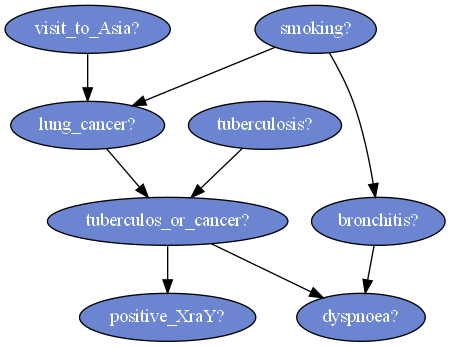 visit_to_Asia?
smoking?
lung_cancer?
tuberculosis?
tuberculos_or_cancer?
bronchitis?
positive_XraY?
dyspnoea?